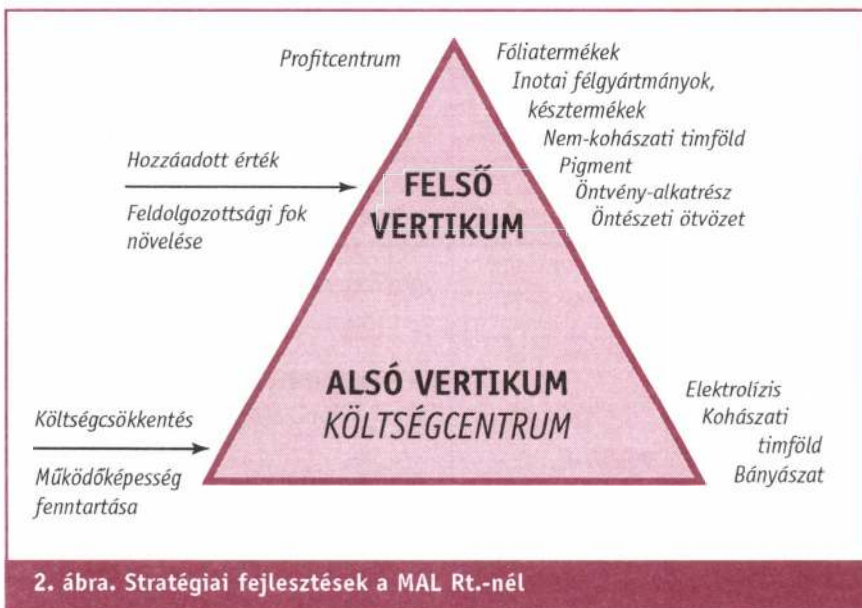 Profitcentrum
Fóliatermékek
Inotai félgyártmányok,
késztermékek
Nem-kohászati timföld
Pigment
Öntvény-alkatrész
Öntészeti ötvözet
Hozzáadott érték
Feldolgozottsági fok
növelése
FELSŐ
VERTIKUM
ALSÓ VERTIKUM
KÖLTSÉGCENTRUM
Költségcsökkentés
Működőképesség
fenntartása
Elektrolízis
Kohászati
timföld
Bányászat
2. ábra. Stratégiai fejlesztések a MAL Rt.-nél